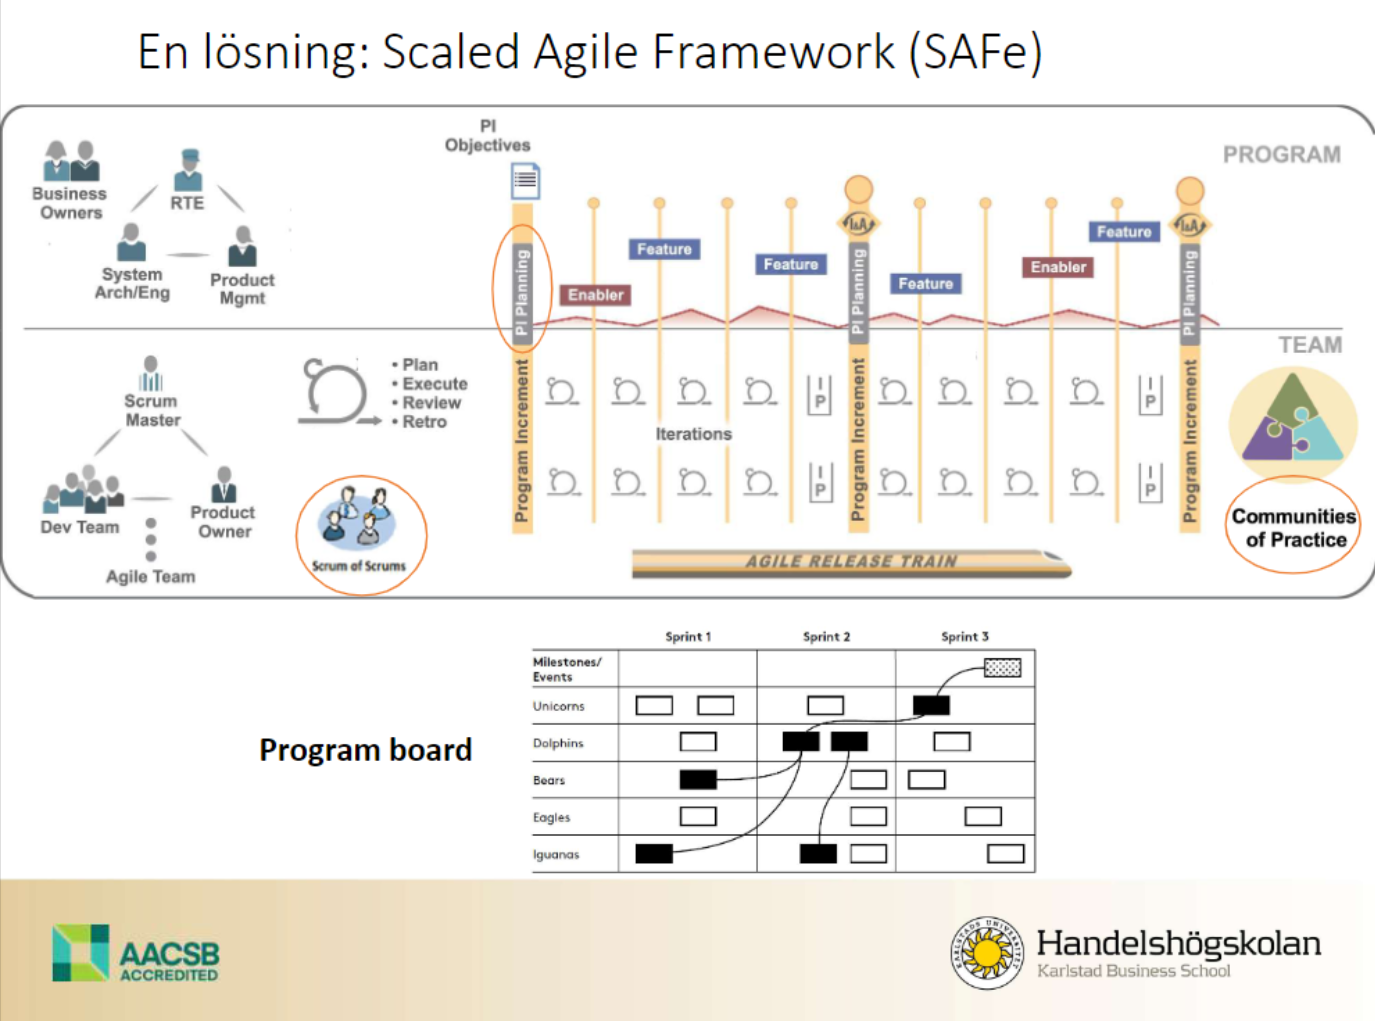 En lösning: Scaled Agile Framework (SAFe)
PI
Objectives
PROGRAM
Business
Owners
RTE
System
Arch/Eng
Product
Mgmt
PI Planning
Enabler
Feature
Feature
I&A
PI Planning
Feature
Enabler
Feature
I&A
PI Planning
TEAM
Scrum
Master
• Plan
• Execute
• Review
• Retro
Dev Team
Product
Owner
Agile Team
Scrum of Scrums
Program Increment
Iterations
I
P
I
P
Program Increment
I
P
I
P
Program Increment
Communities
of Practice
AGILE RELEASE TRAIN
Program board
Sprint 1
Sprint 2
Sprint 3
Milestones/
Events
Unicorns
Dolphins
Bears
Eagles
Iguanas
AACSB
ACCREDITED
KARLSTADS UNIVERSITET
Handelshögskolan
Karlstad Business School